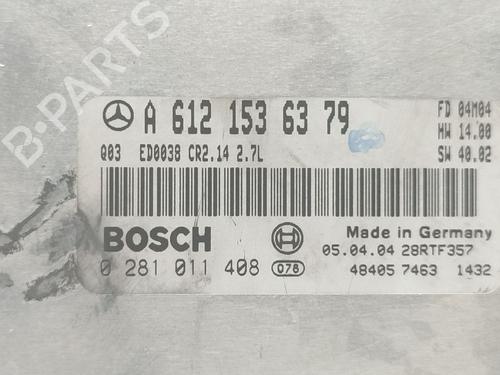 B-PARTS
A 612 153 63 79
FD 04M04
HW 14.00
SW 40.02
Q03 ED0038 CR2.14 2.7L
BOSCH
Made in Germany
0 281 011 408 078
05.04.04 28RTF357
48405 7463 1432